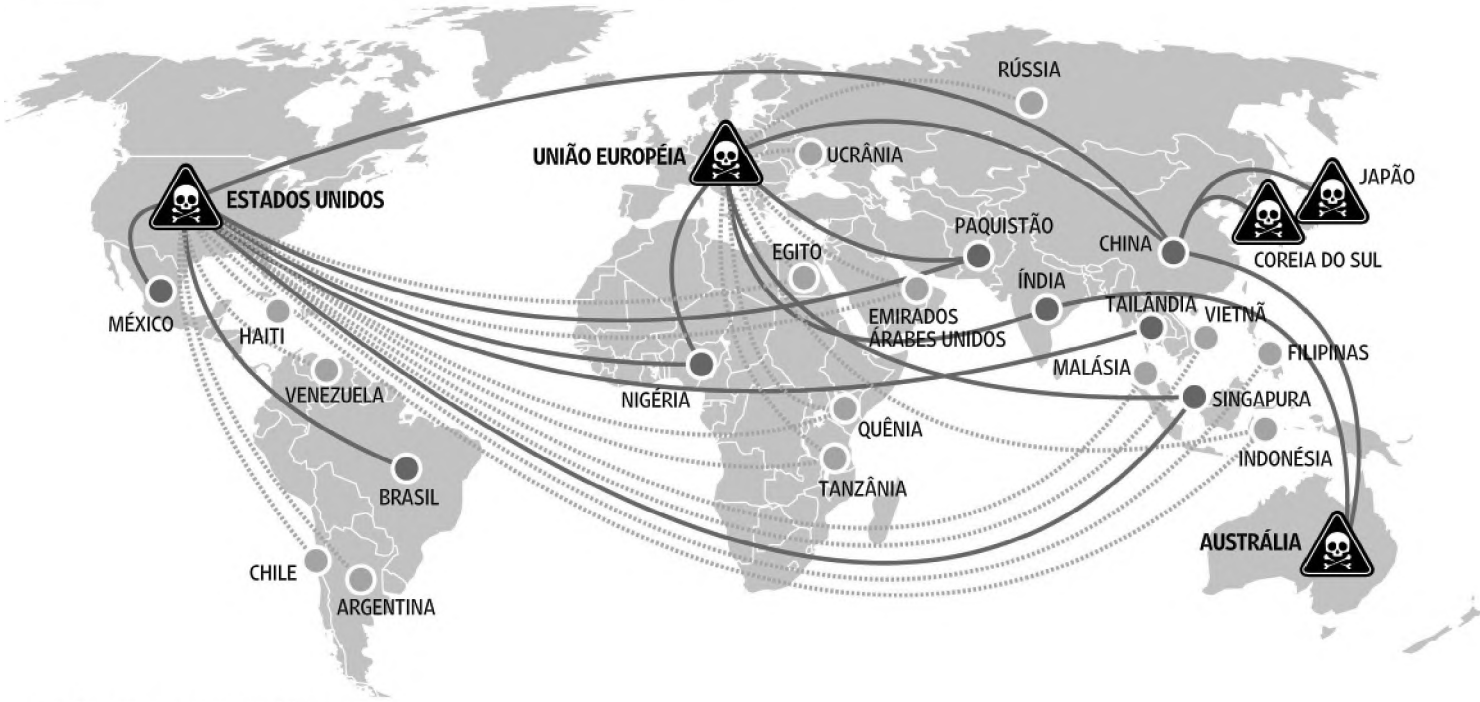 RÚSSIA
UNIÃO EUROPÉIA
UCRÂNIA
ESTADOS UNIDOS
JAPÃO
PAQUISTÃO
CHINA
EGITO
COREIA DO SUL
ÍNDIA
TAILÂNDIA
VIETNÃ
MÉXICO
HAITI
EMIRADOS
ÁRABES UNIDOS
FILIPINAS
MALÁSIA
VENEZUELA
NIGÉRIA
SINGAPURA
QUÊNIA
INDONÉSIA
TANZÂNIA
BRASIL
AUSTRÁLIA
CHILE
ARGENTINA